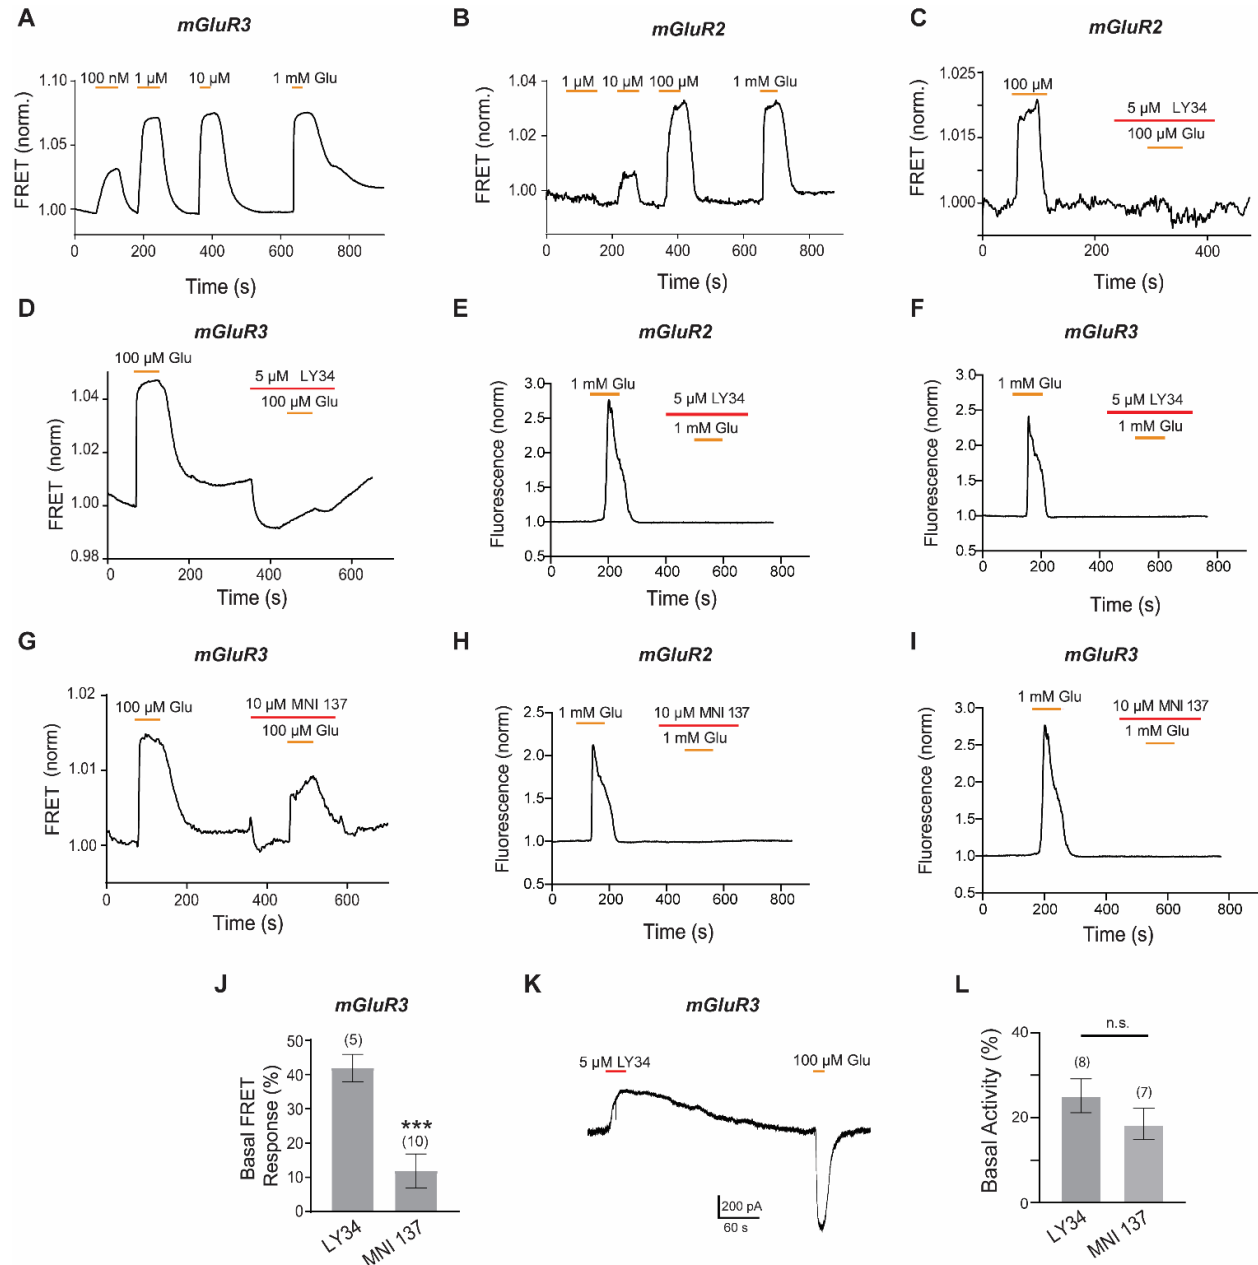 A
mGluR3
100 nM 1 µM 10 µM 1 mM Glu
FRET (norm.)
1.10
1.05
1.00
0 200 400 600 800
Time (s)
B
mGluR2
1 µM 10 µM 100 µM 1 mM Glu
FRET (norm.)
1.04
1.02
1.00
0 200 400 600 800
Time (s)
C
mGluR2
100 µM
5 µM LY34
100 µM Glu
FRET (norm.)
1.025
1.015
1.000
0 200 400
Time (s)
D
mGluR3
100 µM Glu
5 µM LY34
100 µM Glu
FRET (norm)
1.04
1.02
1.00
0.98
0 200 400 600
Time (s)
E
mGluR2
1 mM Glu
5 µM LY34
1 mM Glu
Fluorescence (norm)
3.0
2.5
2.0
1.5
1.0
0.5
0 200 400 600 800
Time (s)
F
mGluR3
1 mM Glu
5 µM LY34
1 mM Glu
Fluorescence (norm)
3.0
2.5
2.0
1.5
1.0
0.5
0 200 400 600 800
Time (s)
G
mGluR3
100 µM Glu
10 µM MNI 137
100 µM Glu
FRET (norm)
1.02
1.01
1.00
0 200 400 600
Time (s)
H
mGluR2
1 mM Glu
10 µM MNI 137
1 mM Glu
Fluorescence (norm)
2.5
2.0
1.5
1.0
0.5
0 200 400 600 800
Time (s)
I
mGluR3
1 mM Glu
10 µM MNI 137
1 mM Glu
Fluorescence (norm)
3.0
2.5
2.0
1.5
1.0
0.5
0 200 400 600 800
Time (s)
J
mGluR3
Basal FRET
Response (%)
50
40
30
20
10
0
(5)
***
(10)
LY34
MNI 137
K
mGluR3
5 µM LY34
100 µM Glu
200 pA
60 s
L
n.s.
Basal Activity (%)
40
20
0
(8)
(7)
LY34
MNI 137